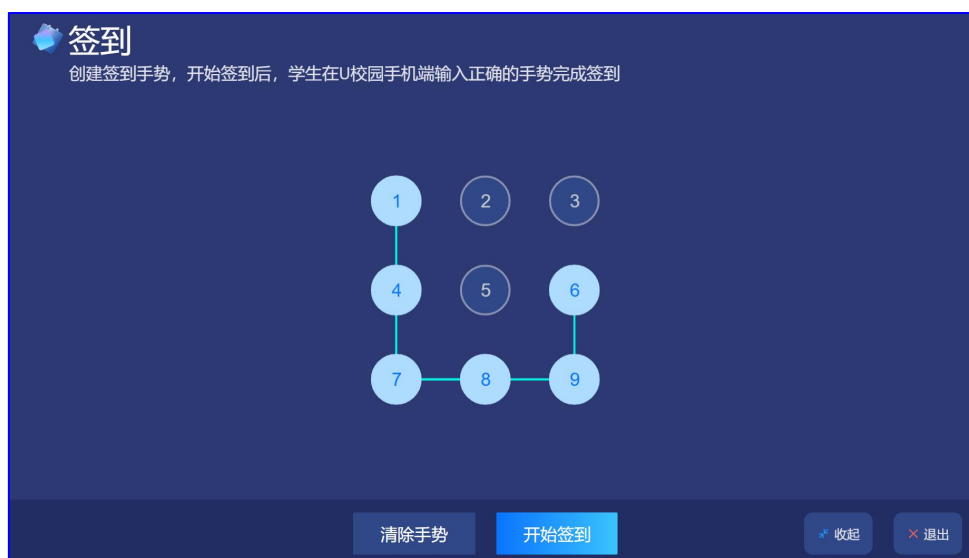 签到
创建签到手势，开始签到后，学生在U校园手机端输入正确的手势完成签到
1 2 3
4 5 6
7 8 9
清除手势 开始签到 收起 退出